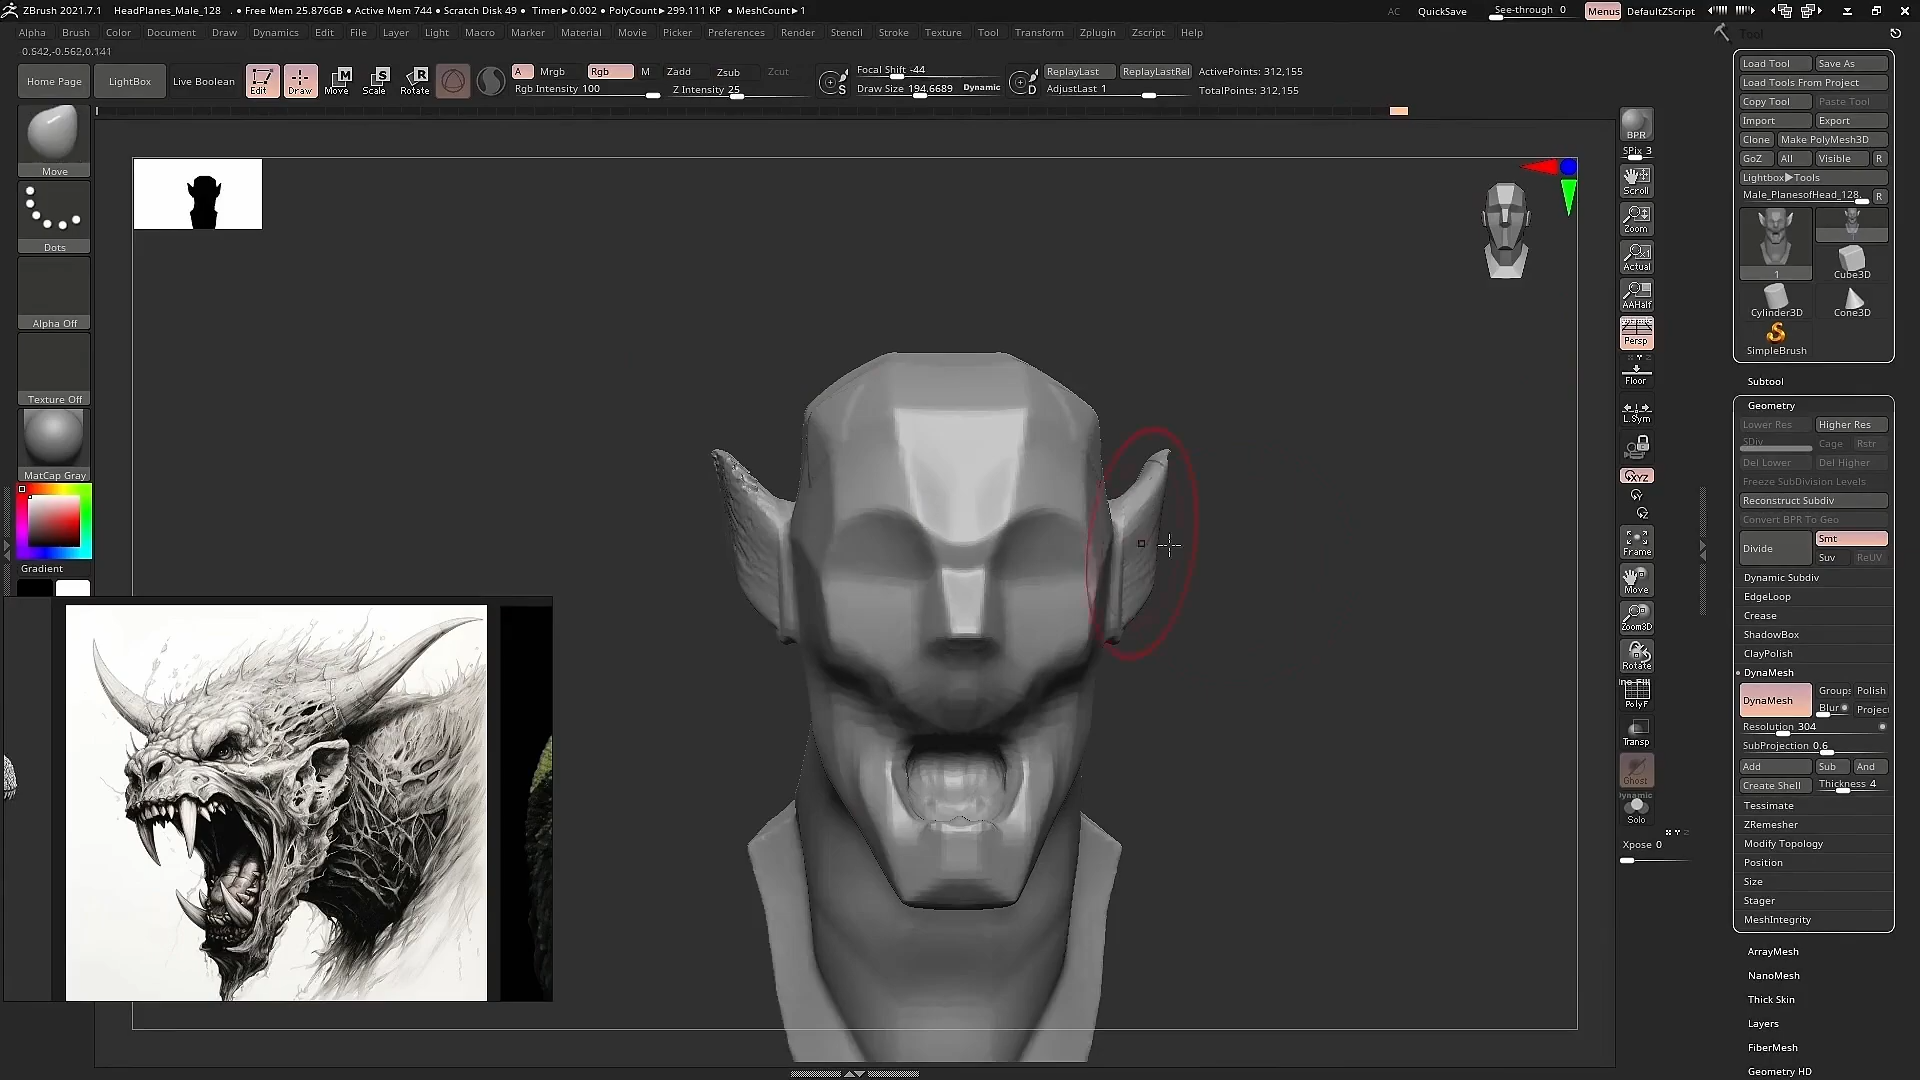 ZBrush 2021.7.1 HeadPlanes_Male_128 . • Free Mem 25.876GB • Active Mem 744 • Scratch Disk 49 • Timer▸0.002 • PolyCount▸299.111 KP • MeshCount▸1 AC QuickSave See-through 0 Menus DefaultZScript
Alpha Brush Color Document Draw Dynamics Edit File Layer Light Macro Marker Material Movie Picker Preferences Render Stencil Stroke Texture Tool Transform Zplugin Zscript Help
0.542,-0.562,0.141
Home Page LightBox Live Boolean Edit Draw Move Scale Rotate
A Mrgb Rgb M Zadd Zsub Zcut
Rgb Intensity 100 Z Intensity 25
Focal Shift -44
Draw Size 194.6689 Dynamic
ReplayLast ReplayLastRel ActivePoints: 312,155
AdjustLast 1 TotalPoints: 312,155
Move
Dots
Alpha Off
Texture Off
MatCap Gray
Gradient
BPR
SPix 3
Scroll
Zoom
Actual
AAHalf
Dynamic
Persp
Floor
L.Sym
XYZ
Frame
Move
Zoom3D
Rotate
PolyF
Transp
Ghost
Dynamic
Solo
Xpose 0
Tool
Load Tool Save As
Load Tools From Project
Copy Tool Paste Tool
Import Export
Clone Make PolyMesh3D
GoZ All Visible R
Lightbox▸Tools
Male_PlanesofHead_128. R
1
Cube3D
Cylinder3D Cone3D
SimpleBrush
Subtool
Geometry
Lower Res Higher Res
SDiv Cage Rstr
Del Lower Del Higher
Freeze SubDivision Levels
Reconstruct Subdiv
Convert BPR To Geo
Divide Smt
Suv ReUV
Dynamic Subdiv
EdgeLoop
Crease
ShadowBox
ClayPolish
DynaMesh
DynaMesh Groups Polish
Blur Project
Resolution 304
SubProjection 0.6
Add Sub And
Create Shell Thickness 4
Tessimate
ZRemesher
Modify Topology
Position
Size
Stager
MeshIntegrity
ArrayMesh
NanoMesh
Thick Skin
Layers
FiberMesh
Geometry HD